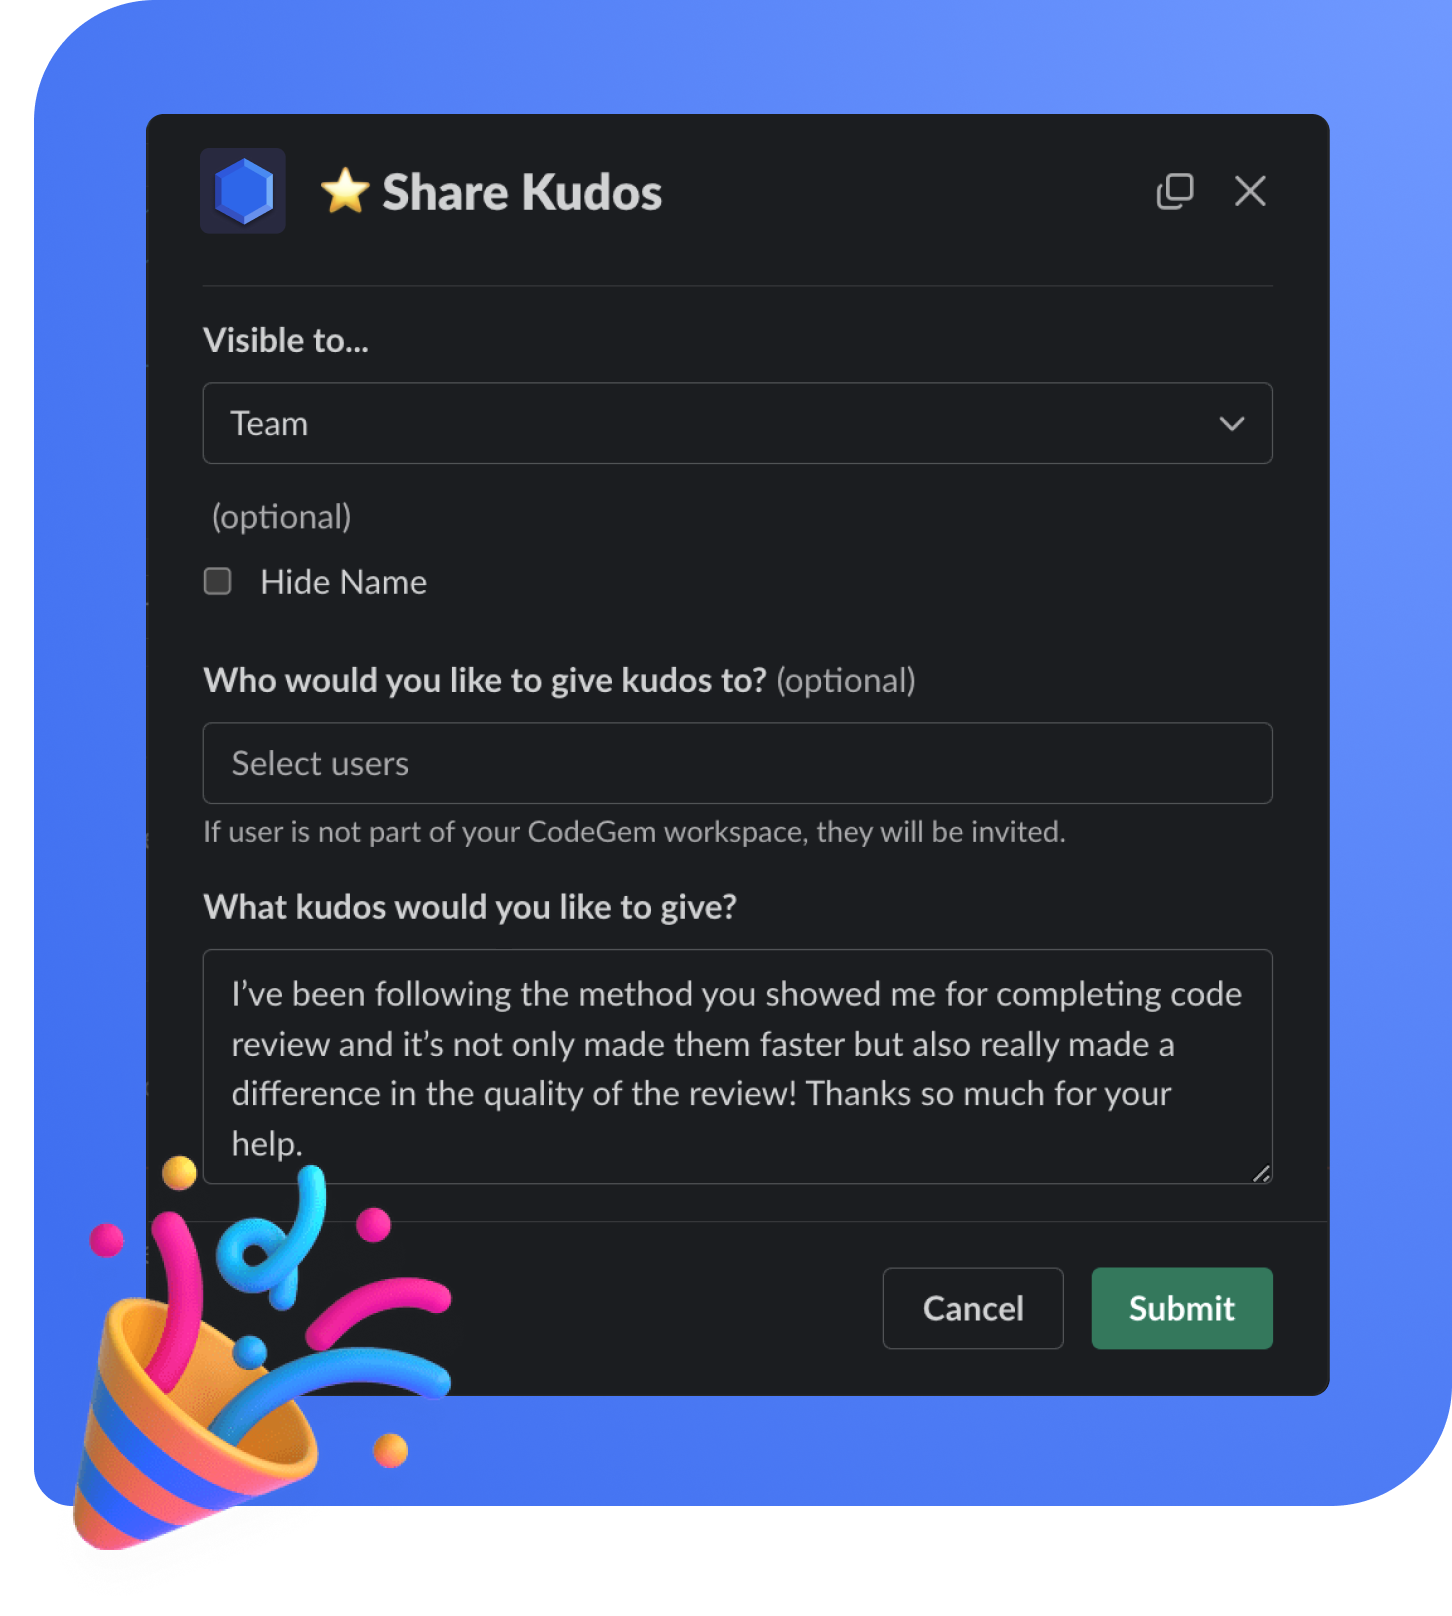 Share Kudos
Visible to...
Team
(optional)
Hide Name
Who would you like to give kudos to? (optional)
Select users
If user is not part of your CodeGem workspace, they will be invited.
What kudos would you like to give?
I’ve been following the method you showed me for completing code
review and it’s not only made them faster but also really made a
difference in the quality of the review! Thanks so much for your
help.
Cancel
Submit